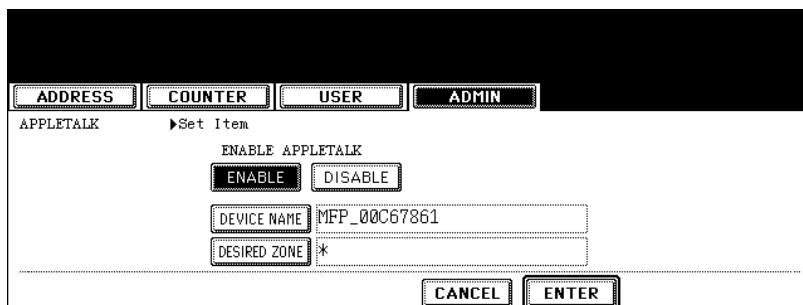 ADDRESS COUNTER USER ADMIN
APPLETALK ▶Set Item
ENABLE APPLETALK
ENABLE DISABLE
DEVICE NAME MFP_00C67861
DESIRED ZONE *
CANCEL ENTER